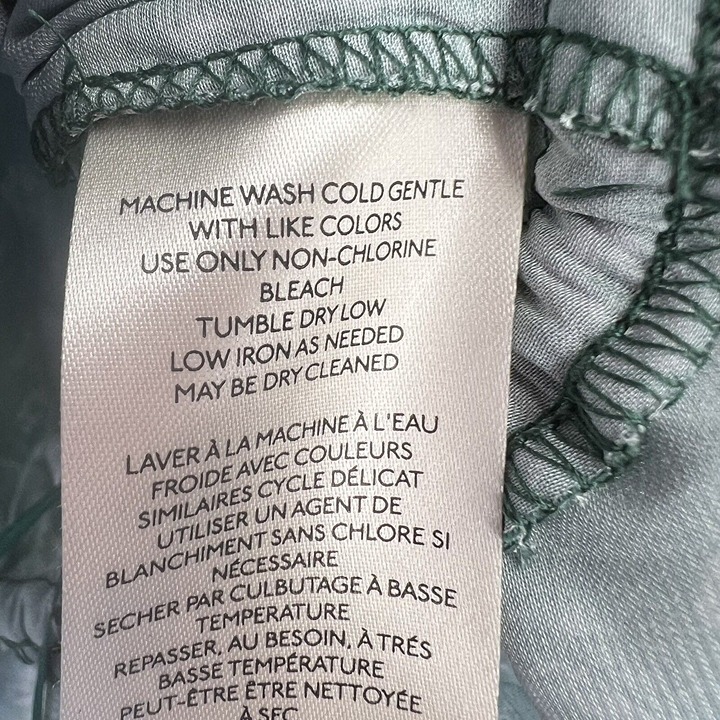 MACHINE WASH COLD GENTLE
WITH LIKE COLORS
USE ONLY NON-CHLORINE
BLEACH
TUMBLE DRY LOW
LOW IRON AS NEEDED
MAY BE DRY CLEANED
LAVER À LA MACHINE À L'EAU
FROIDE AVEC COULEURS
SIMILAIRES CYCLE DÉLICAT
UTILISER UN AGENT DE
BLANCHIMENT SANS CHLORE SI
NÉCESSAIRE
SECHER PAR CULBUTAGE À BASSE
TEMPERATURE
REPASSER, AU BESOIN, À TRÉS
BASSE TEMPÉRATURE
PEUT-ÊTRE ÊTRE NETTOYÉE
À SEC